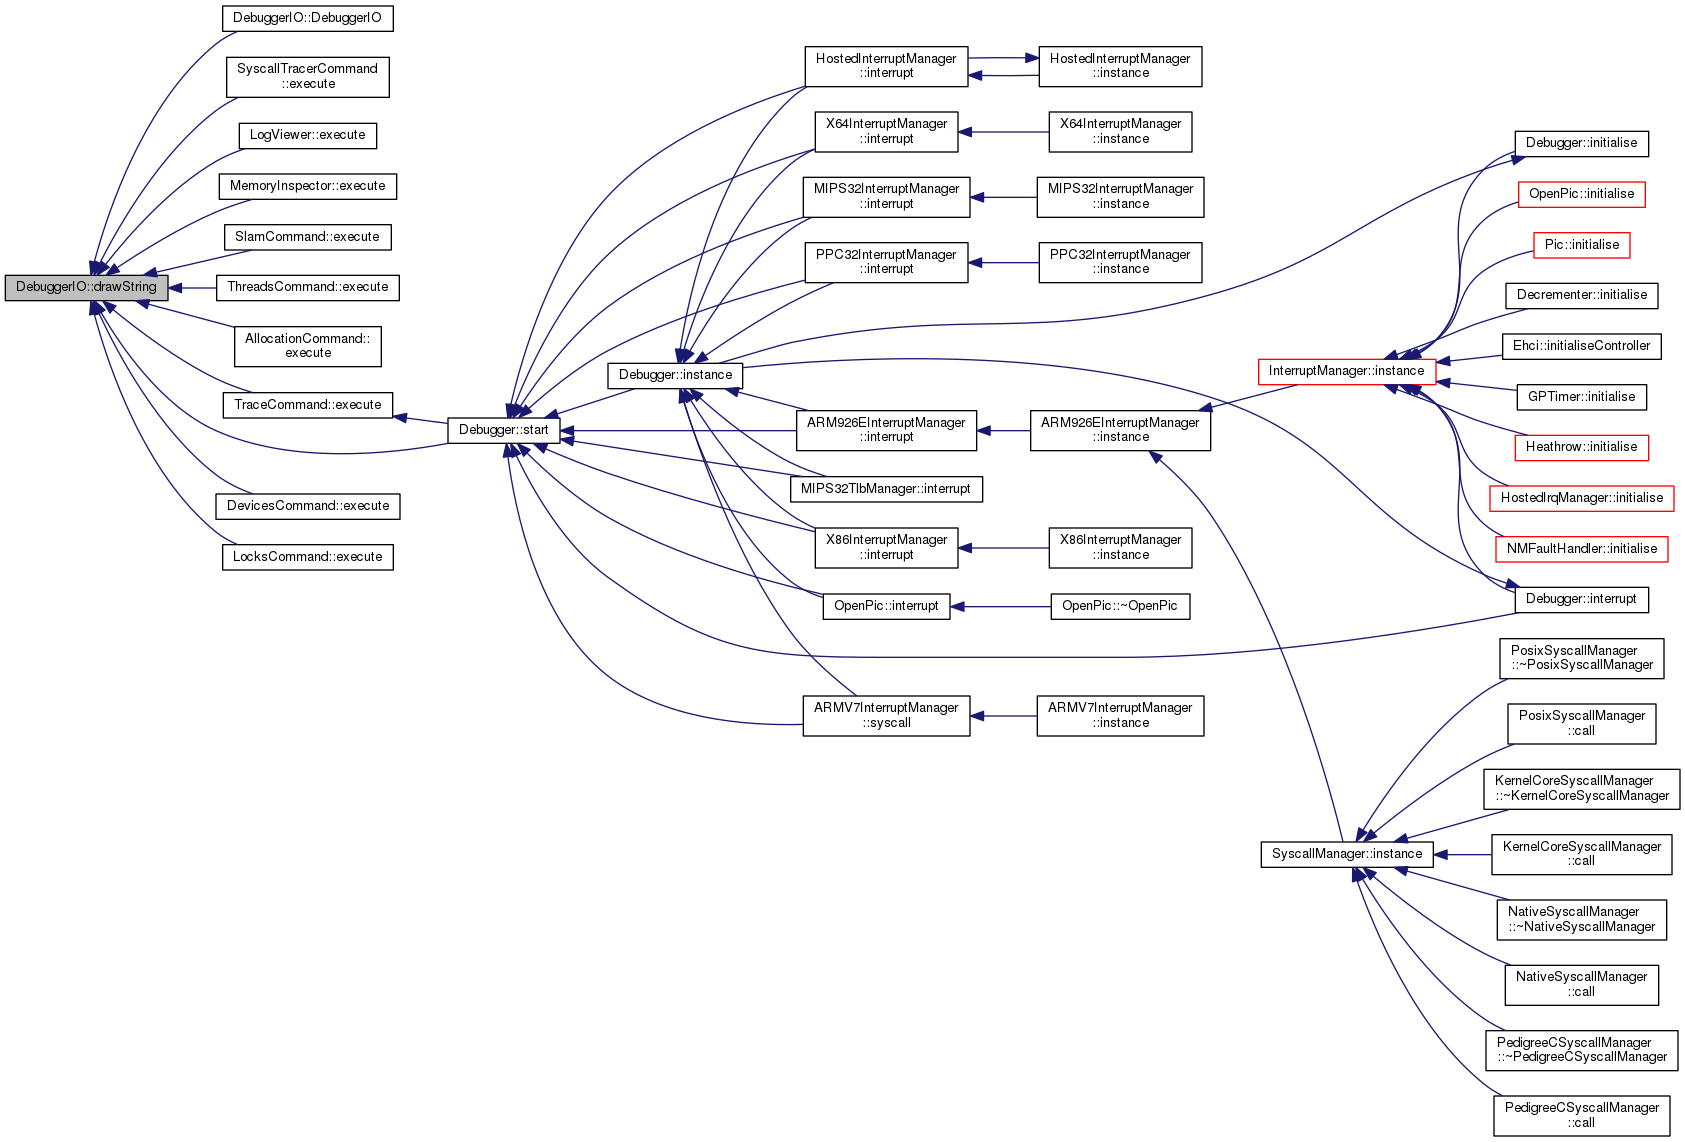 DebuggerIO::drawString
DebuggerIO::DebuggerIO
SyscallTracerCommand
::execute
LogViewer::execute
MemoryInspector::execute
SlamCommand::execute
ThreadsCommand::execute
AllocationCommand::
execute
TraceCommand::execute
DevicesCommand::execute
LocksCommand::execute
Debugger::start
Debugger::instance
HostedInterruptManager
::interrupt
X64InterruptManager
::interrupt
MIPS32InterruptManager
::interrupt
PPC32InterruptManager
::interrupt
ARM926EInterruptManager
::interrupt
MIPS32TlbManager::interrupt
X86InterruptManager
::interrupt
OpenPic::interrupt
ARMV7InterruptManager
::syscall
HostedInterruptManager
::instance
X64InterruptManager
::instance
MIPS32InterruptManager
::instance
PPC32InterruptManager
::instance
ARM926EInterruptManager
::instance
X86InterruptManager
::instance
OpenPic::~OpenPic
ARMV7InterruptManager
::instance
InterruptManager::instance
SyscallManager::instance
Debugger::initialise
OpenPic::initialise
Pic::initialise
Decrementer::initialise
Ehci::initialiseController
GPTimer::initialise
Heathrow::initialise
HostedIrqManager::initialise
NMFaultHandler::initialise
Debugger::interrupt
PosixSyscallManager
::~PosixSyscallManager
PosixSyscallManager
::call
KernelCoreSyscallManager
::~KernelCoreSyscallManager
KernelCoreSyscallManager
::call
NativeSyscallManager
::~NativeSyscallManager
NativeSyscallManager
::call
PedigreeCSyscallManager
::~PedigreeCSyscallManager
PedigreeCSyscallManager
::call